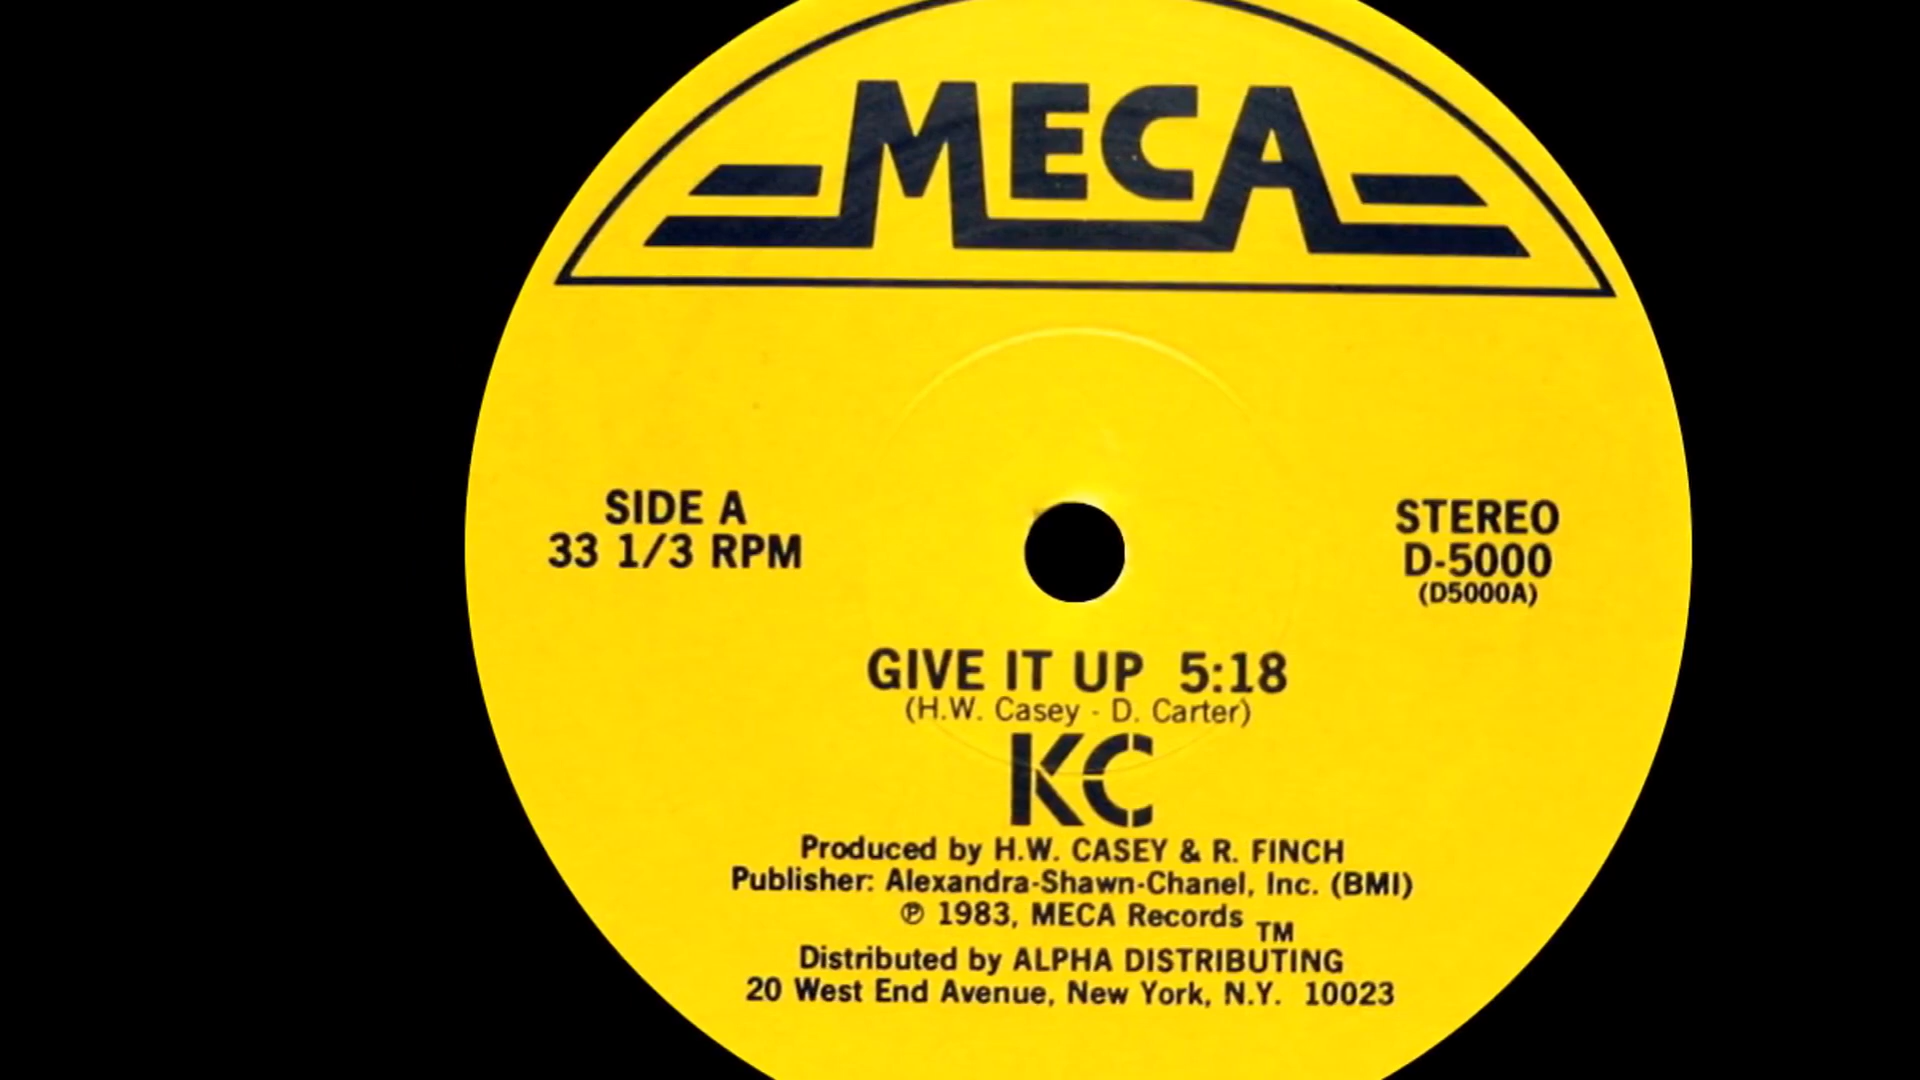 MECA
SIDE A
33 1/3 RPM
STEREO
D-5000
(D5000A)
GIVE IT UP 5:18
(H.W. Casey - D. Carter)
KC
Produced by H.W. CASEY & R. FINCH
Publisher: Alexandra-Shawn-Chanel, Inc. (BMI)
℗ 1983, MECA Records TM
Distributed by ALPHA DISTRIBUTING
20 West End Avenue, New York, N.Y. 10023